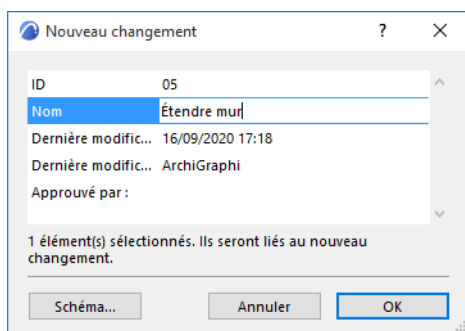 Nouveau changement ?
ID 05
Nom Étendre mur
Dernière modific... 16/09/2020 17:18
Dernière modific... ArchiGraphi
Approuvé par :
1 élément(s) sélectionnés. Ils seront liés au nouveau
changement.
Schéma... Annuler OK